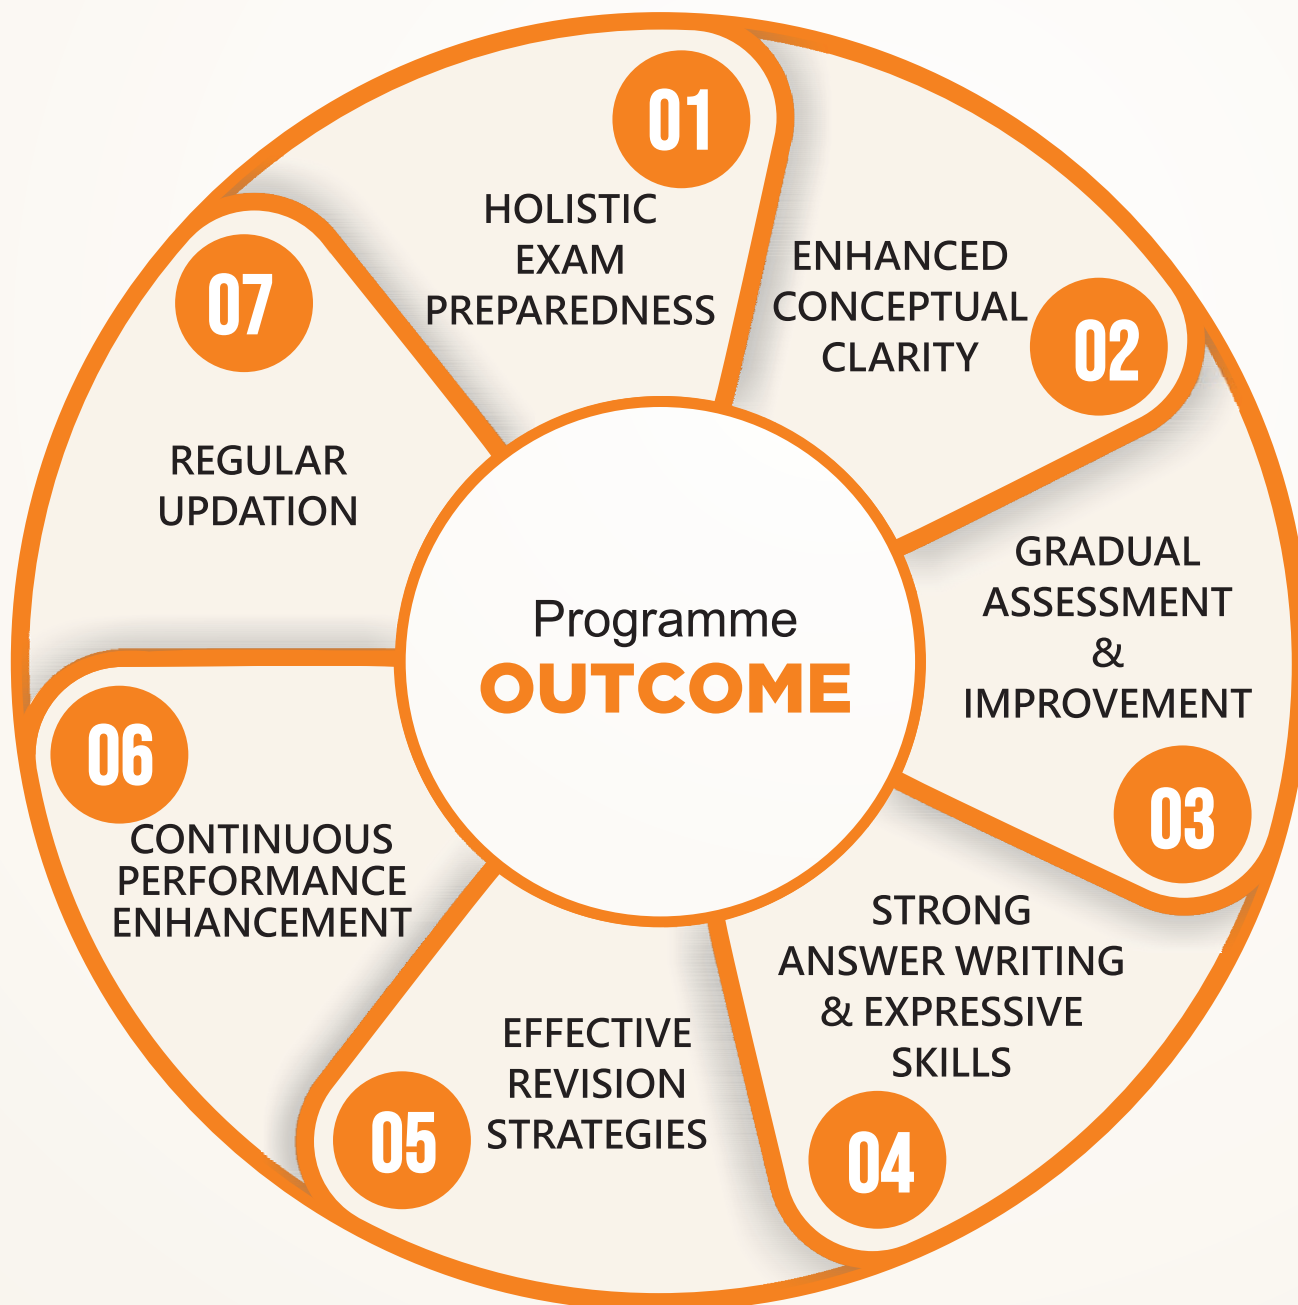 Programme
OUTCOME
01
HOLISTIC
EXAM
PREPAREDNESS
02
ENHANCED
CONCEPTUAL
CLARITY
03
GRADUAL
ASSESSMENT
&
IMPROVEMENT
04
STRONG
ANSWER WRITING
& EXPRESSIVE
SKILLS
05
EFFECTIVE
REVISION
STRATEGIES
06
CONTINUOUS
PERFORMANCE
ENHANCEMENT
07
REGULAR
UPDATION